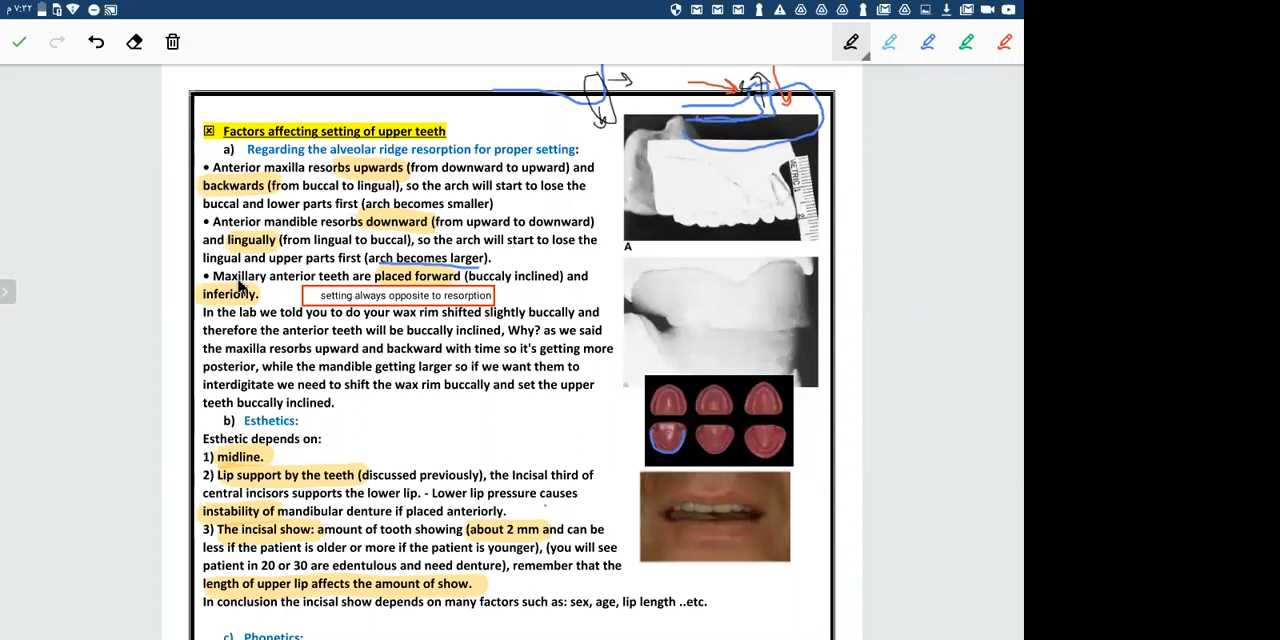 ٧:٣٢ م
☒ Factors affecting setting of upper teeth
a) Regarding the alveolar ridge resorption for proper setting:
• Anterior maxilla resorbs upwards (from downward to upward) and
backwards (from buccal to lingual), so the arch will start to lose the
buccal and lower parts first (arch becomes smaller)
• Anterior mandible resorbs downward (from upward to downward)
and lingually (from lingual to buccal), so the arch will start to lose the
lingual and upper parts first (arch becomes larger).
• Maxillary anterior teeth are placed forward (buccaly inclined) and
inferiorly.
setting always opposite to resorption
In the lab we told you to do your wax rim shifted slightly buccally and
therefore the anterior teeth will be buccally inclined, Why? as we said
the maxilla resorbs upward and backward with time so it's getting more
posterior, while the mandible getting larger so if we want them to
interdigitate we need to shift the wax rim buccally and set the upper
teeth buccally inclined.
b) Esthetics:
Esthetic depends on:
1) midline.
2) Lip support by the teeth (discussed previously), the Incisal third of
central incisors supports the lower lip. - Lower lip pressure causes
instability of mandibular denture if placed anteriorly.
3) The incisal show: amount of tooth showing (about 2 mm and can be
less if the patient is older or more if the patient is younger), (you will see
patient in 20 or 30 are edentulous and need denture), remember that the
length of upper lip affects the amount of show.
In conclusion the incisal show depends on many factors such as: sex, age, lip length ..etc.
c) Phonetics:
A
METRIC 1
2